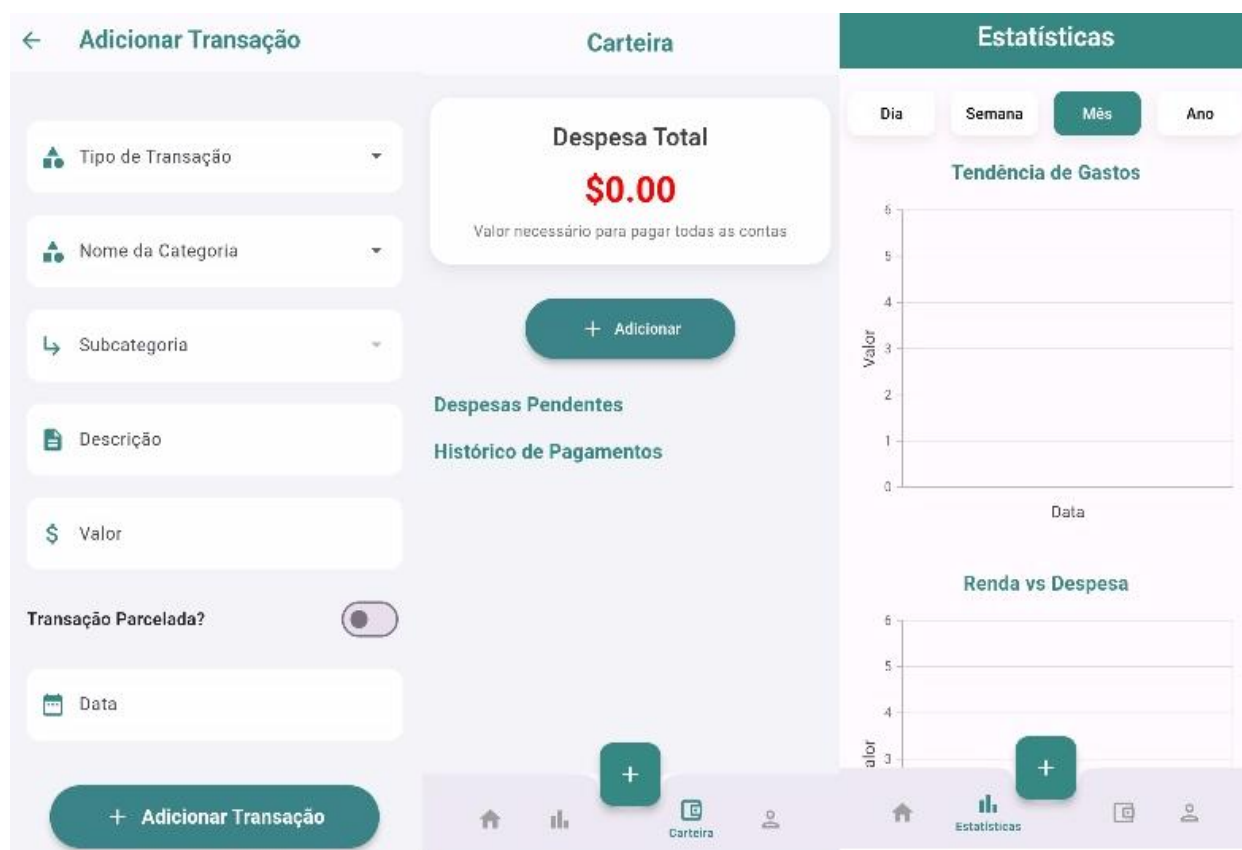 Adicionar Transação
Tipo de Transação
Nome da Categoria
Subcategoria
Descrição
$ Valor
Transação Parcelada?
Data
+ Adicionar Transação
Carteira
Despesa Total
$0.00
Valor necessário para pagar todas as contas
+ Adicionar
Despesas Pendentes
Histórico de Pagamentos
+
Carteira
Estatísticas
Dia Semana Mês Ano
Tendência de Gastos
6
5
4
3
2
1
0
Valor
Data
Renda vs Despesa
6
5
4
3
alor
+
Estatísticas